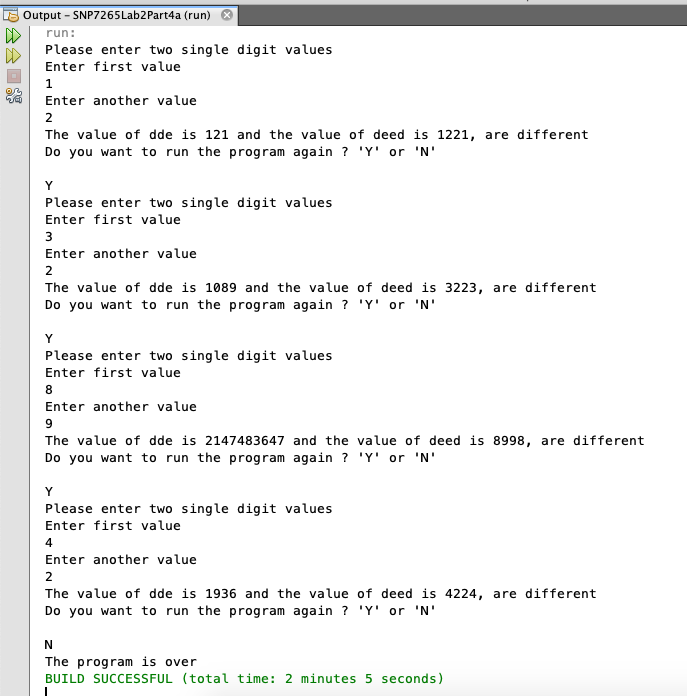 Output – SNP7265Lab2Part4a (run)
run:
Please enter two single digit values
Enter first value
1
Enter another value
2
The value of dde is 121 and the value of deed is 1221, are different
Do you want to run the program again ? 'Y' or 'N'
Y
Please enter two single digit values
Enter first value
3
Enter another value
2
The value of dde is 1089 and the value of deed is 3223, are different
Do you want to run the program again ? 'Y' or 'N'
Y
Please enter two single digit values
Enter first value
8
Enter another value
9
The value of dde is 2147483647 and the value of deed is 8998, are different
Do you want to run the program again ? 'Y' or 'N'
Y
Please enter two single digit values
Enter first value
4
Enter another value
2
The value of dde is 1936 and the value of deed is 4224, are different
Do you want to run the program again ? 'Y' or 'N'
N
The program is over
BUILD SUCCESSFUL (total time: 2 minutes 5 seconds)